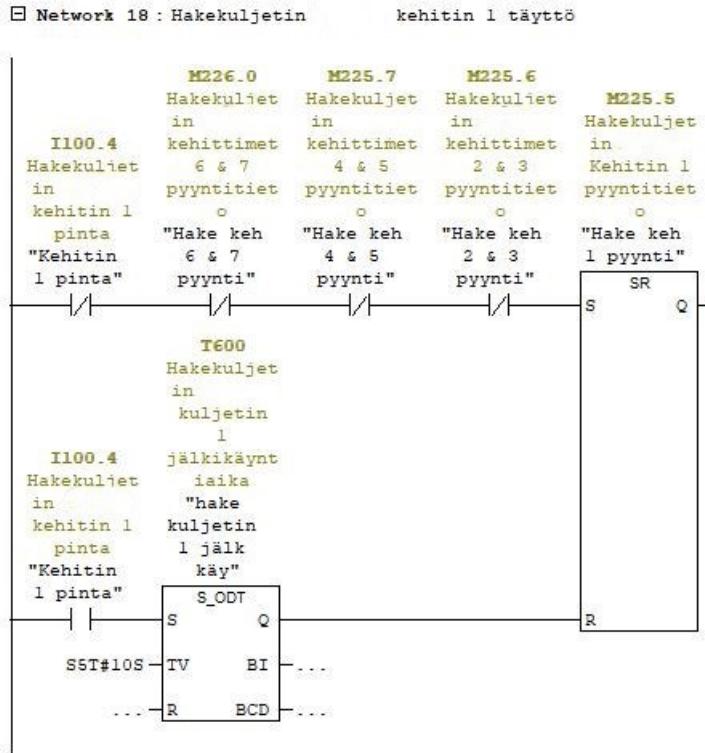 Network 18 : Hakekuljetin kehitin 1 täyttö
I100.4
Hakekuljet
in
kehitin 1
pinta
"Kehitin
1 pinta"
M226.0
Hakekuljet
in
kehittimet
6 & 7
pyyntitiet
o
"Hake keh
6 & 7
pyynti"
M225.7
Hakekuljet
in
kehittimet
4 & 5
pyyntitiet
o
"Hake keh
4 & 5
pyynti"
M225.6
Hakekuljet
in
kehittimet
2 & 3
pyyntitiet
o
"Hake keh
2 & 3
pyynti"
M225.5
Hakekuljet
in
Kehitin 1
pyyntitiet
o
"Hake keh
1 pyynti"
SR
S Q
R
I100.4
Hakekuljet
in
kehitin 1
pinta
"Kehitin
1 pinta"
T600
Hakekuljet
in
kuljetin
1
jälkikäynt
iaika
"hake
kuljetin
1 jälk
käy"
S_ODT
S Q
S5T#10S TV BI ...
... R BCD ...